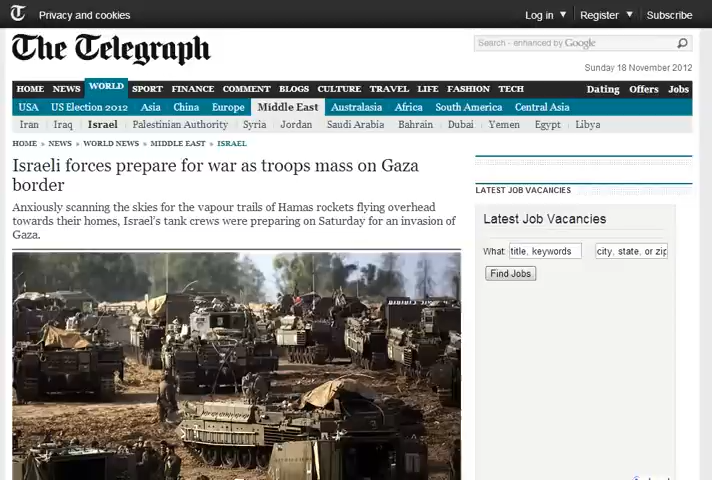 Privacy and cookies
Log in ▼ Register ▼ Subscribe
The Telegraph
Search - enhanced by Google
Sunday 18 November 2012
HOME NEWS WORLD SPORT FINANCE COMMENT BLOGS CULTURE TRAVEL LIFE FASHION TECH Dating Offers Jobs
USA US Election 2012 Asia China Europe Middle East Australasia Africa South America Central Asia
Iran Iraq Israel Palestinian Authority Syria Jordan Saudi Arabia Bahrain Dubai Yemen Egypt Libya
HOME » NEWS » WORLD NEWS » MIDDLE EAST » ISRAEL
Israeli forces prepare for war as troops mass on Gaza
border
Anxiously scanning the skies for the vapour trails of Hamas rockets flying overhead
towards their homes, Israel's tank crews were preparing on Saturday for an invasion of
Gaza.
LATEST JOB VACANCIES
Latest Job Vacancies
What: title, keywords city, state, or zip
Find Jobs